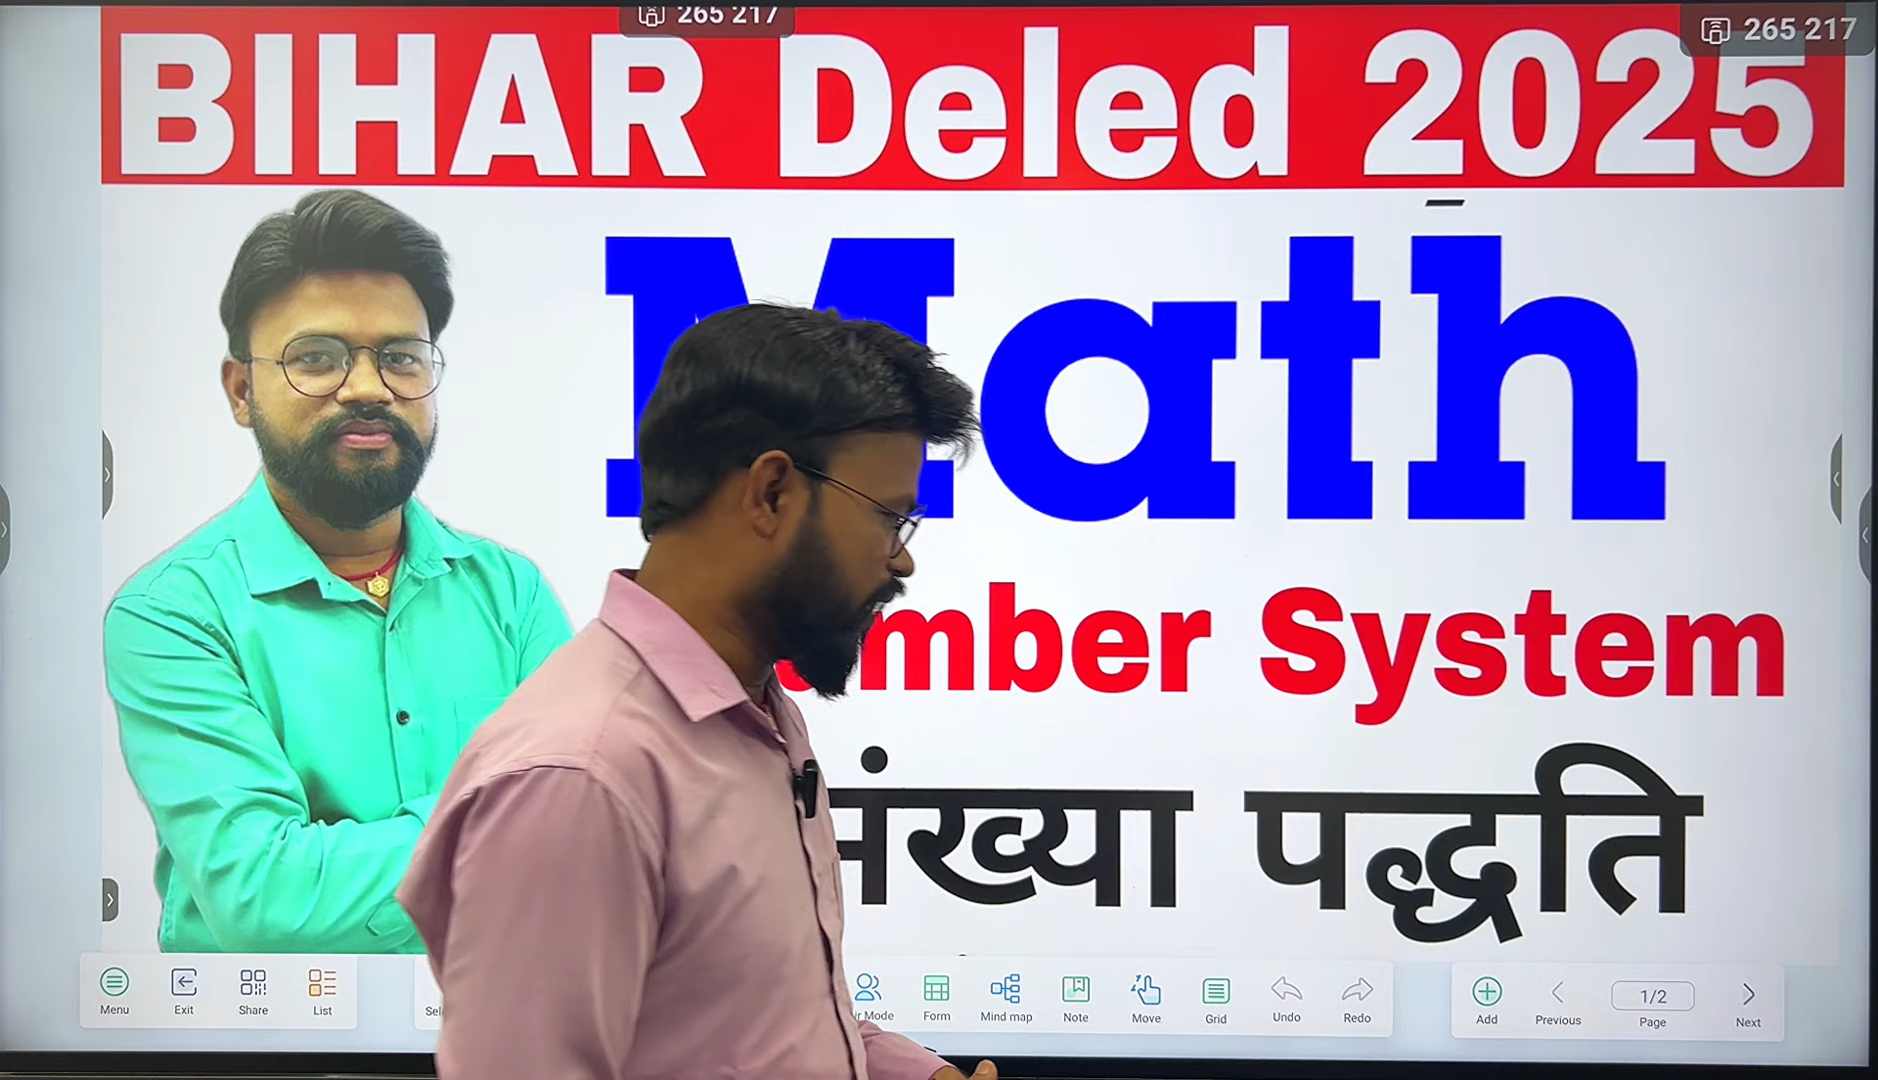 265 217
265 217
BIHAR Deled 2025
Math
System
पद्धति
Menu
Exit
Share
List
Form
Mind map
Note
Move
Grid
Undo
Redo
Add
Previous
1/2
Page
Next